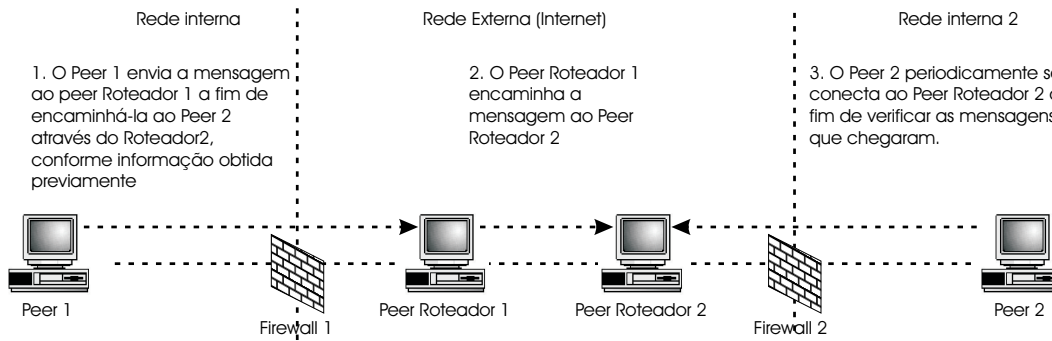 Rede interna
Rede Externa (Internet)
Rede interna 2
1. O Peer 1 envia a mensagem
ao peer Roteador 1 a fim de
encaminhá-la ao Peer 2
através do Roteador2,
conforme informação obtida
previamente
2. O Peer Roteador 1
encaminha a
mensagem ao Peer
Roteador 2
3. O Peer 2 periodicamente se
conecta ao Peer Roteador 2 a
fim de verificar as mensagens
que chegaram.
Peer 1
Firewall 1
Peer Roteador 1
Peer Roteador 2
Firewall 2
Peer 2